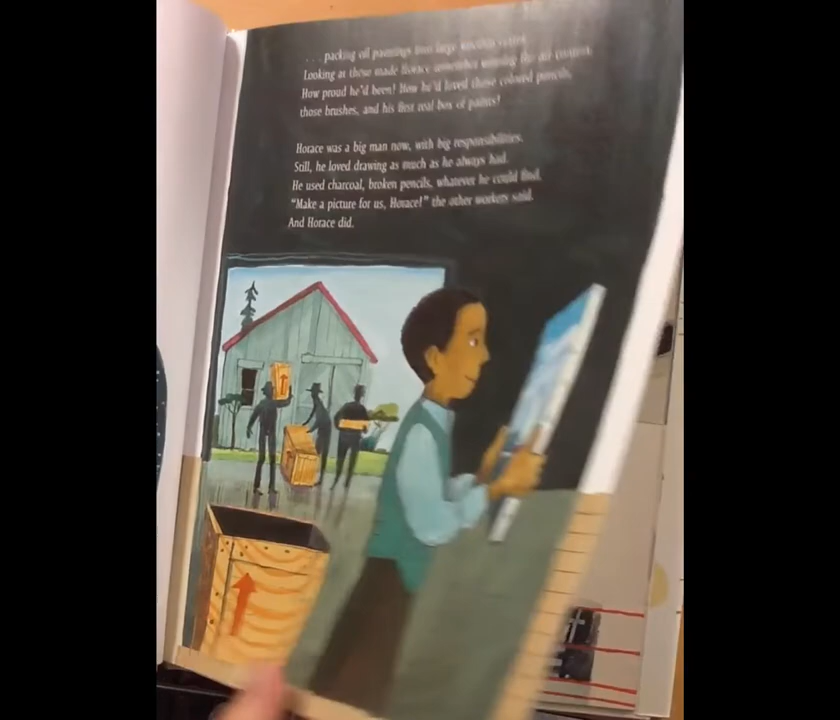 . . . packing oil paintings into large wooden crates.
Looking at these made Horace remember winning the art contest.
How proud he'd been! How he'd loved those colored pencils,
those brushes, and his first real box of paints!
Horace was a big man now, with big responsibilities.
Still, he loved drawing as much as he always had.
He used charcoal, broken pencils, whatever he could find.
"Make a picture for us, Horace!" the other workers said.
And Horace did.